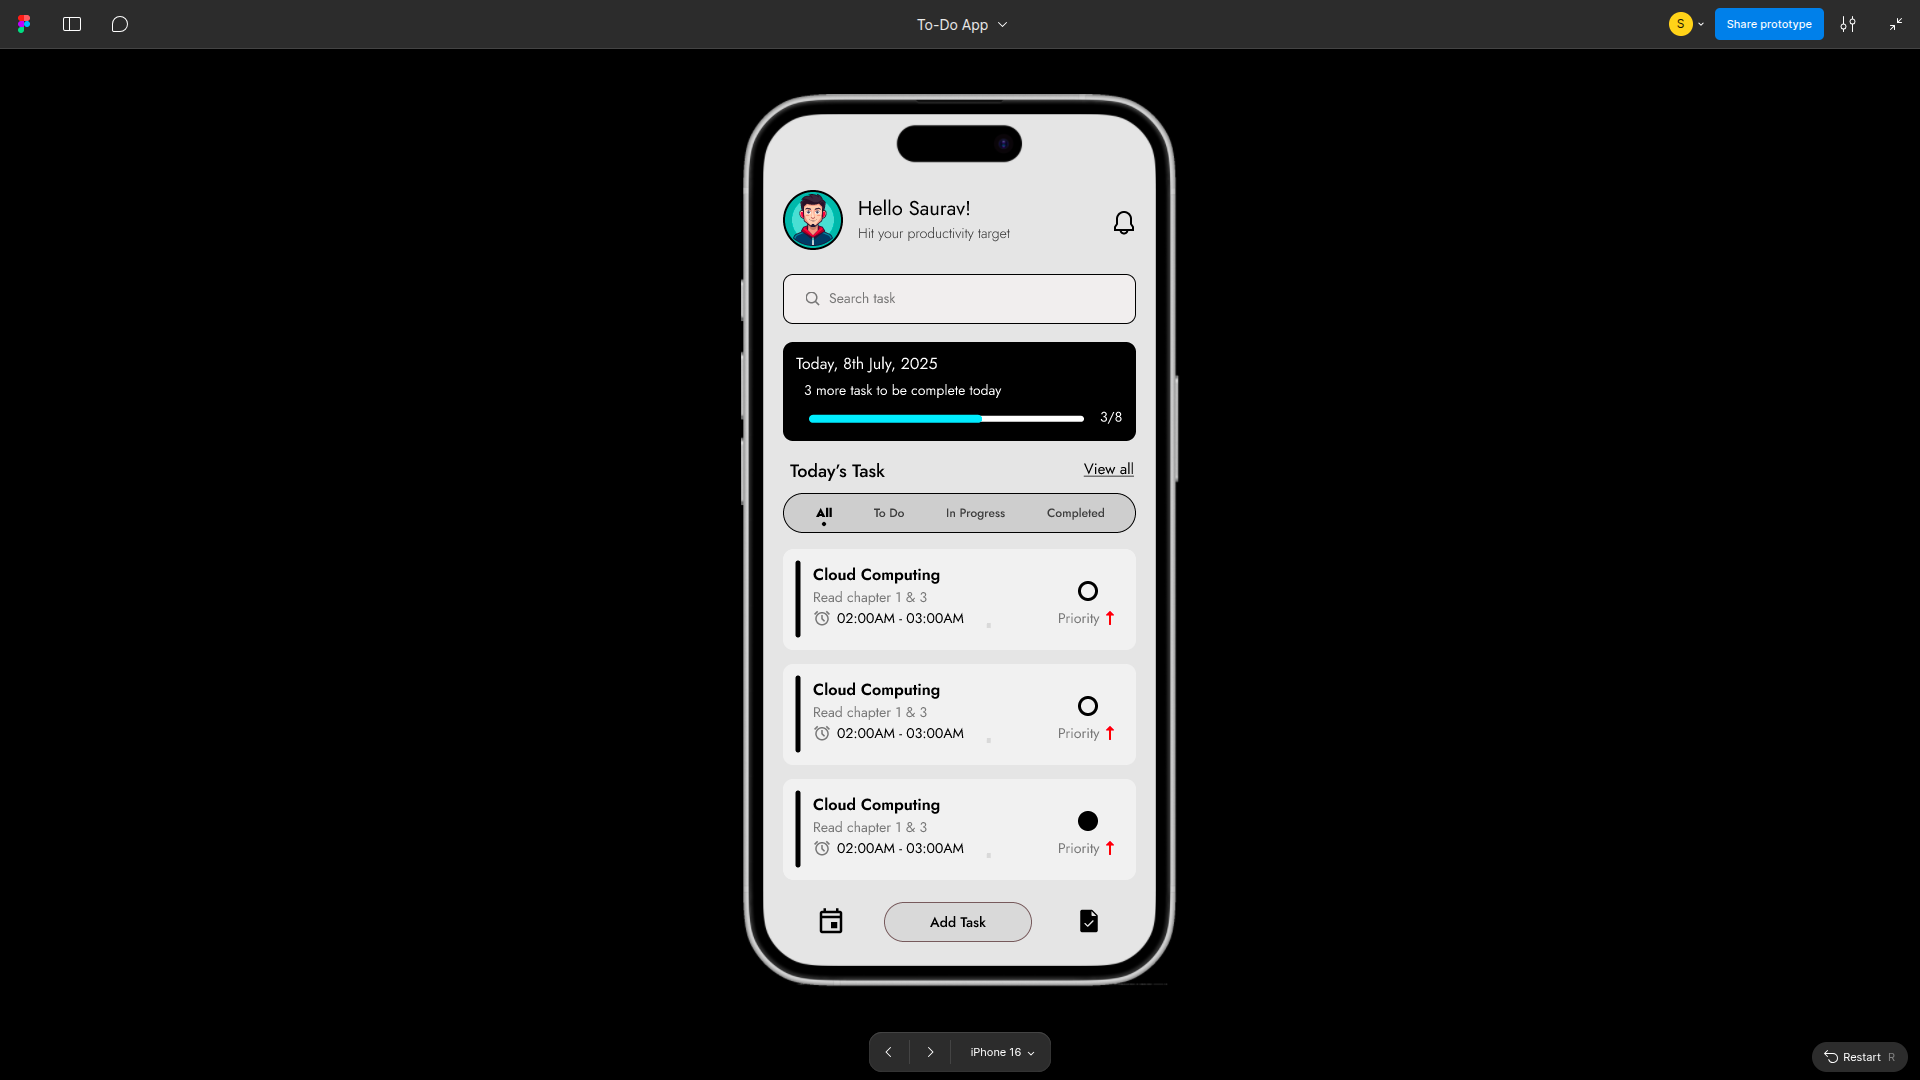 To-Do App
S
Share prototype
Hello Saurav!
Hit your productivity target
Search task
Today, 8th July, 2025
3 more task to be complete today
3/8
Today's Task
View all
All
To Do
In Progress
Completed
Cloud Computing
Read chapter 1 & 3
02:00AM - 03:00AM
Priority
Cloud Computing
Read chapter 1 & 3
02:00AM - 03:00AM
Priority
Cloud Computing
Read chapter 1 & 3
02:00AM - 03:00AM
Priority
Add Task
iPhone 16
Restart R